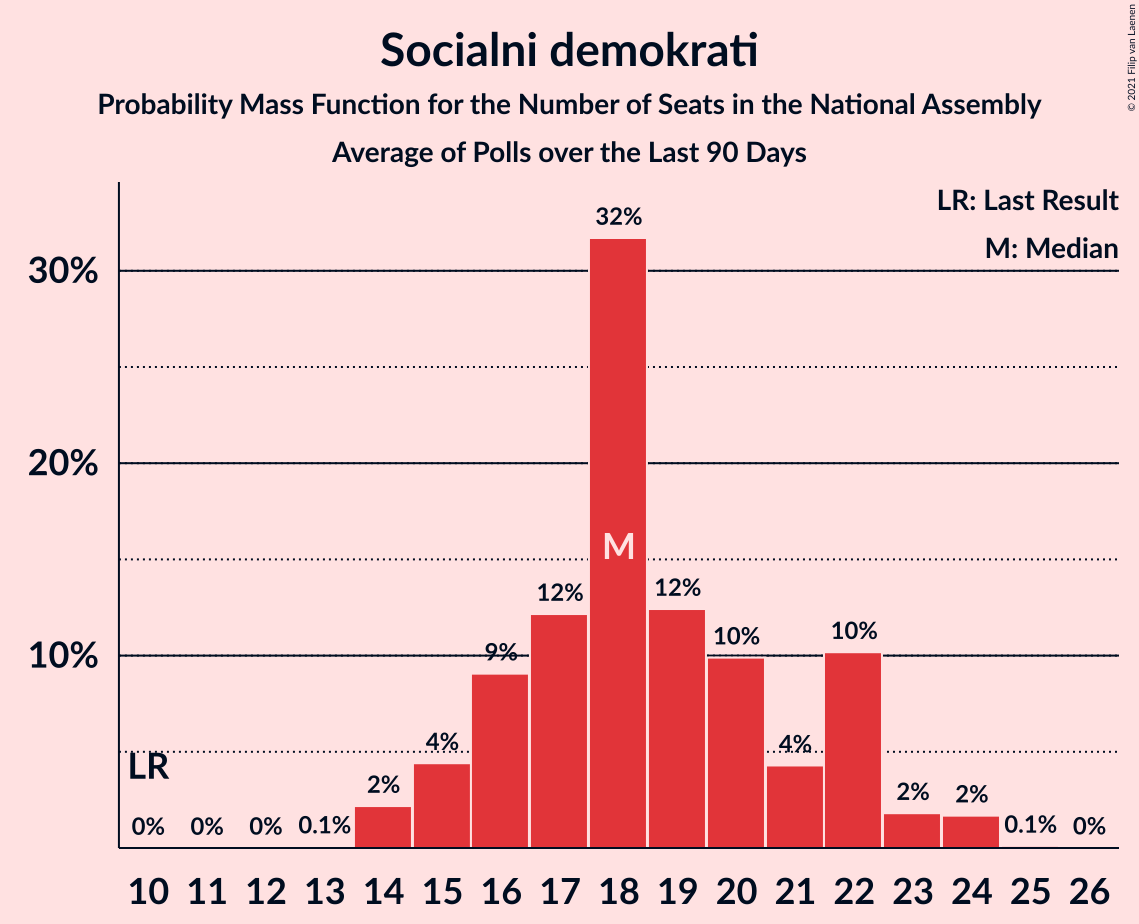 Socialni demokrati
Probability Mass Function for the Number of Seats in the National Assembly
Average of Polls over the Last 90 Days
© 2021 Filip van Laenen
LR: Last Result
M: Median
30%
20%
10%
32%
M
12%
12%
9%
10%
10%
4%
4%
LR
2%
2%
2%
0% 0% 0% 0.1% 0.1% 0%
10 11 12 13 14 15 16 17 18 19 20 21 22 23 24 25 26